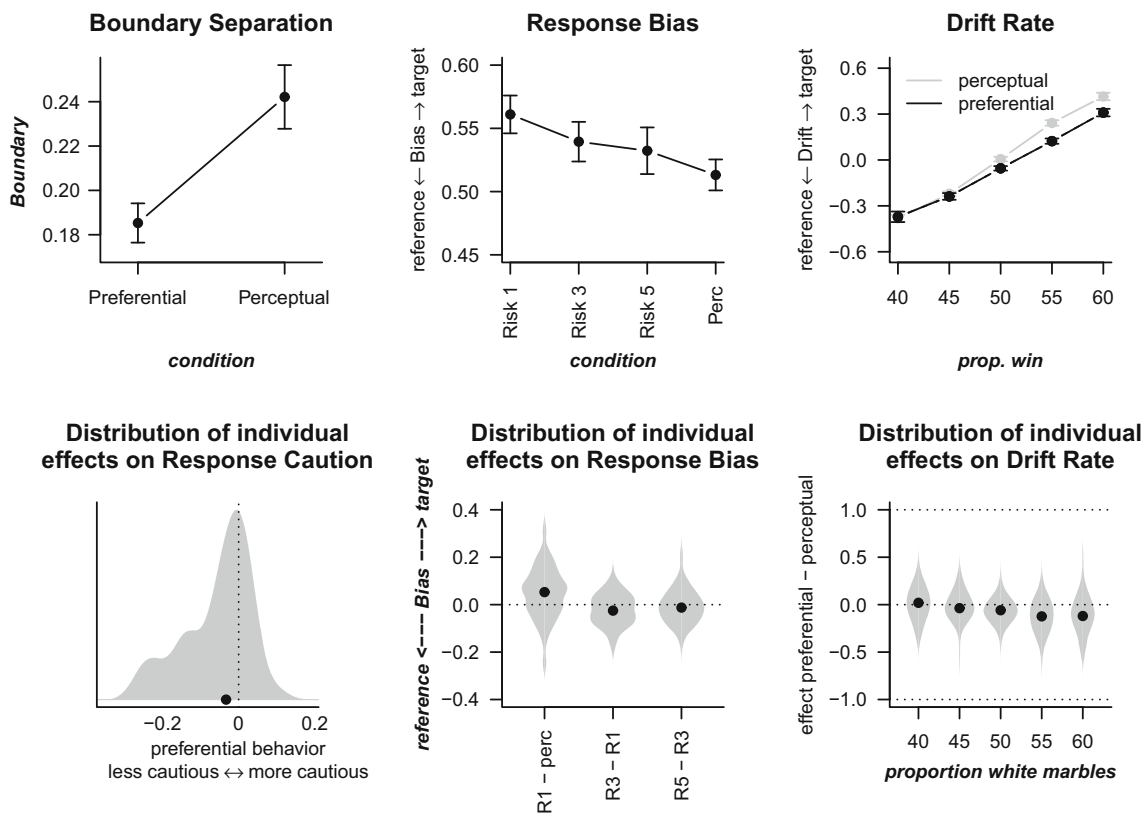 Boundary Separation
Boundary
0.24
0.22
0.20
0.18
Preferential
Perceptual
condition
Response Bias
reference ← Bias → target
0.60
0.55
0.50
0.45
Risk 1
Risk 3
Risk 5
Perc
condition
Drift Rate
reference ← Drift → target
0.6
0.3
0.0
−0.3
−0.6
perceptual
preferential
40
45
50
55
60
prop. win
Distribution of individual
effects on Response Caution
−0.2
0
0.2
preferential behavior
less cautious ↔ more cautious
Distribution of individual
effects on Response Bias
reference <−−−− Bias −−−−> target
0.4
0.2
0.0
−0.2
−0.4
R1 − perc
R3 − R1
R5 − R3
Distribution of individual
effects on Drift Rate
effect preferential − perceptual
1.0
0.5
0.0
−0.5
−1.0
40
45
50
55
60
proportion white marbles